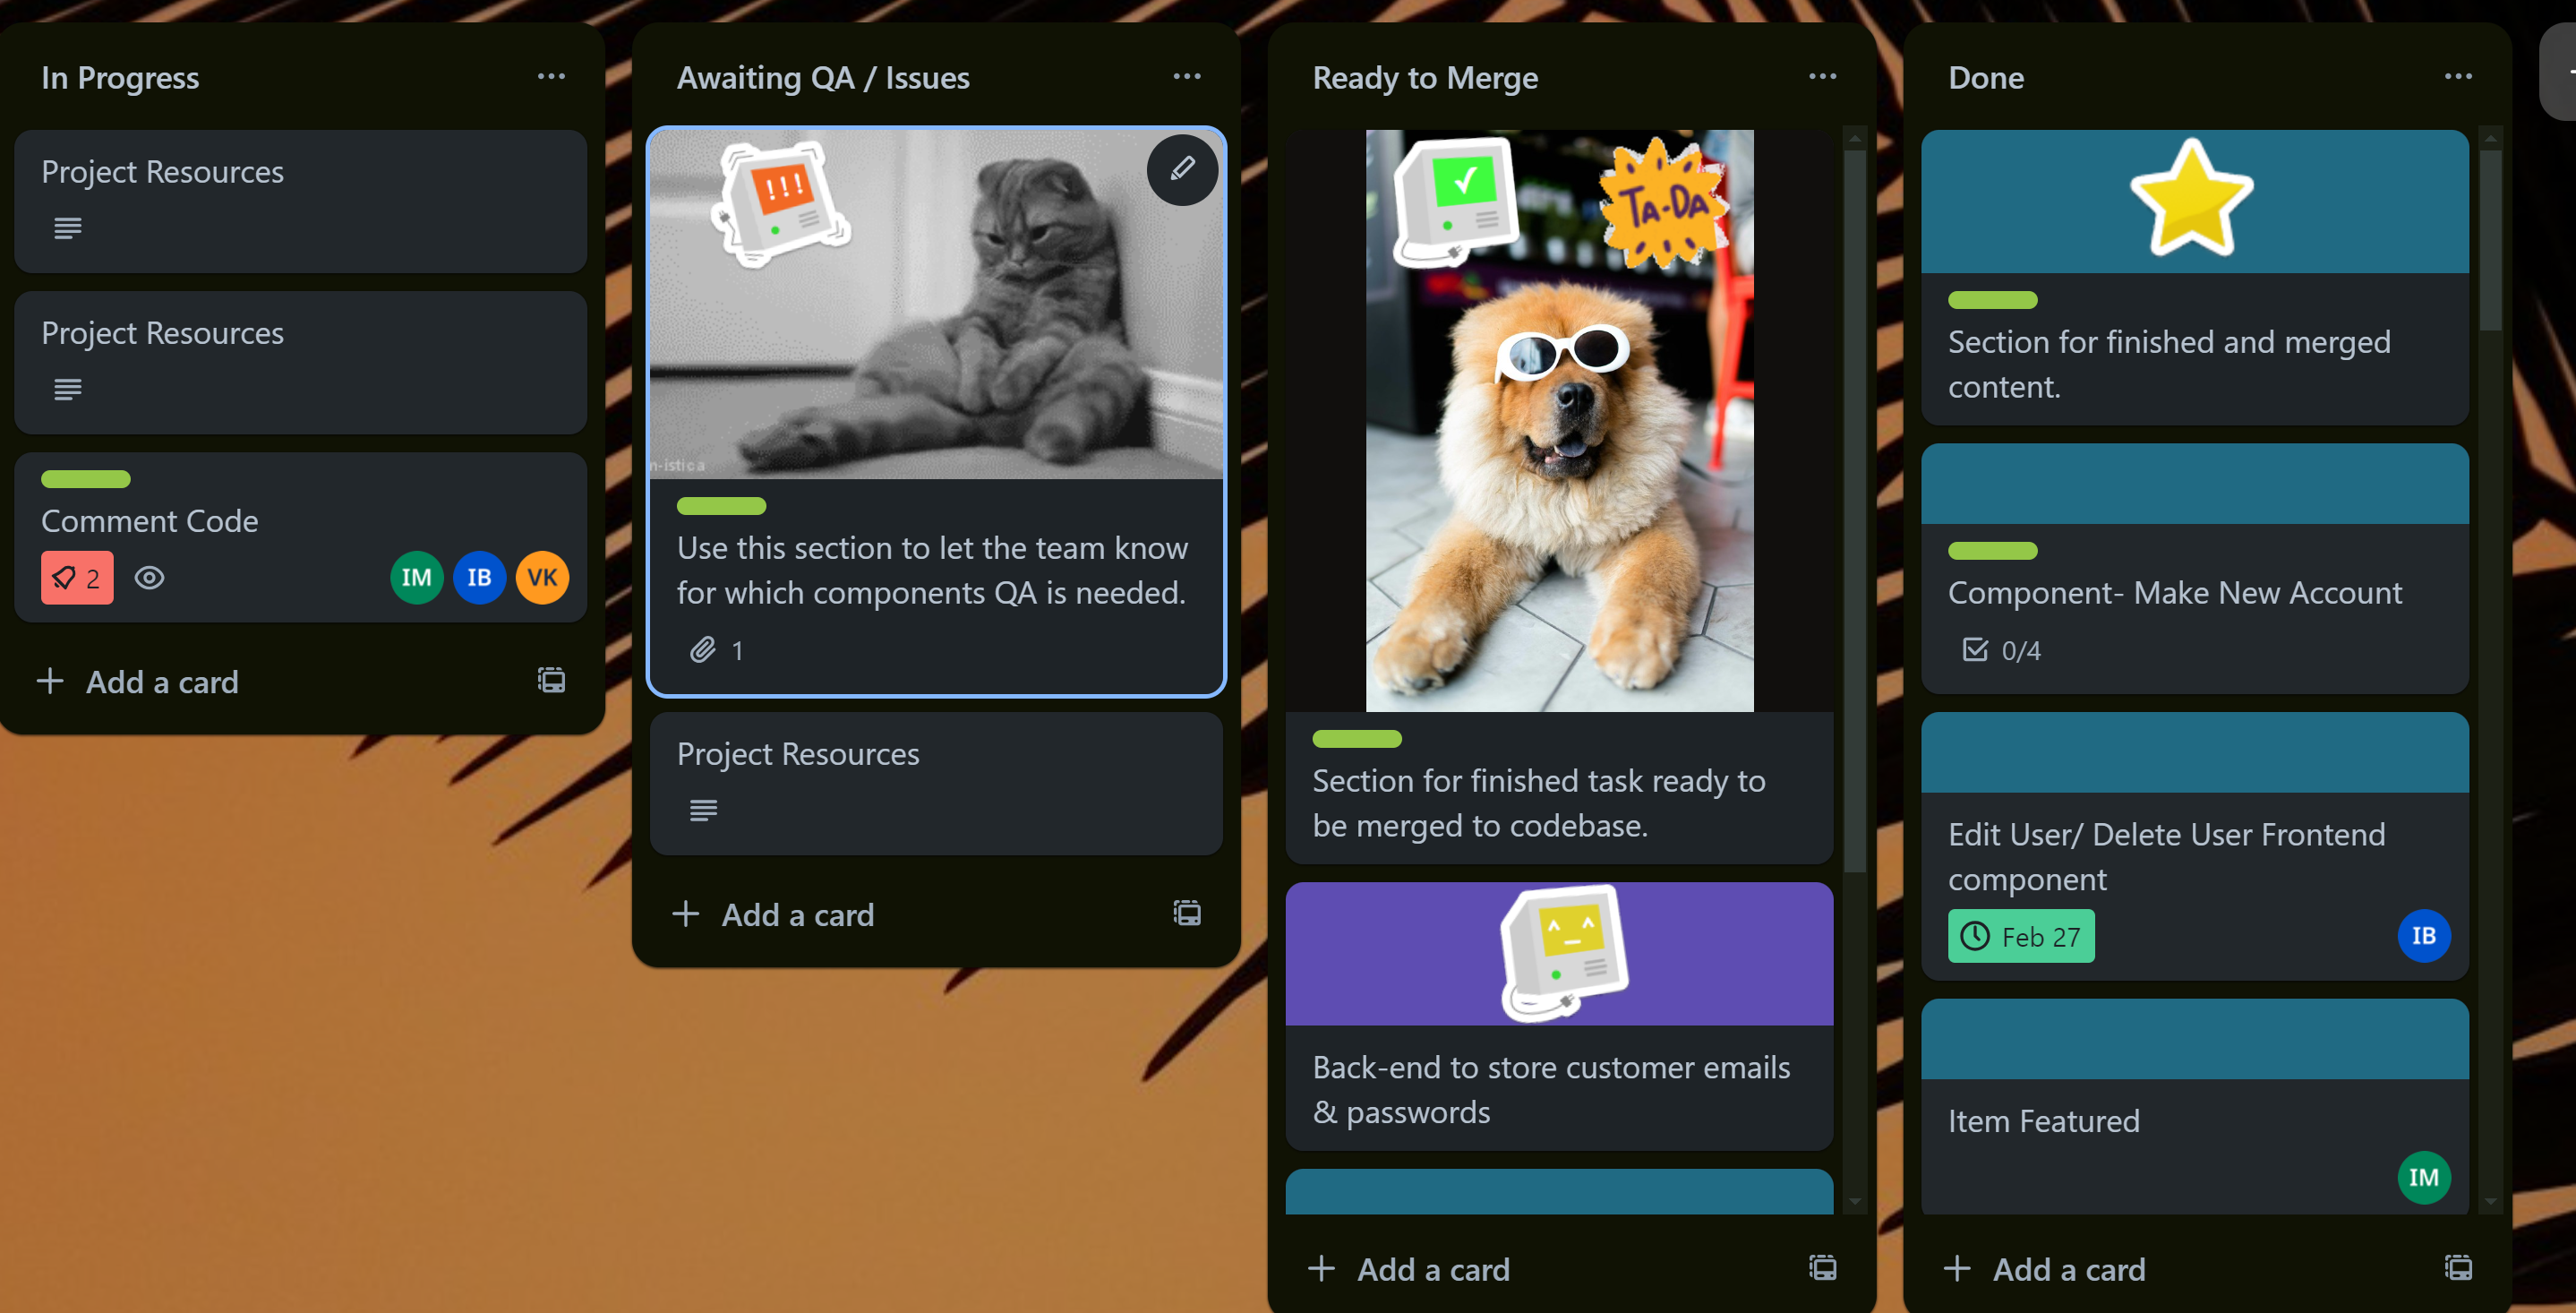 In Progress
Project Resources
Project Resources
Comment Code
2
IM
IB
VK
Add a card
Awaiting QA / Issues
!!!
n-istica
Use this section to let the team know
for which components QA is needed.
1
Project Resources
Add a card
Ready to Merge
TA-DA
Section for finished task ready to
be merged to codebase.
Back-end to store customer emails
& passwords
Add a card
Done
Section for finished and merged
content.
Component- Make New Account
0/4
Edit User/ Delete User Frontend
component
Feb 27
IB
Item Featured
IM
Add a card